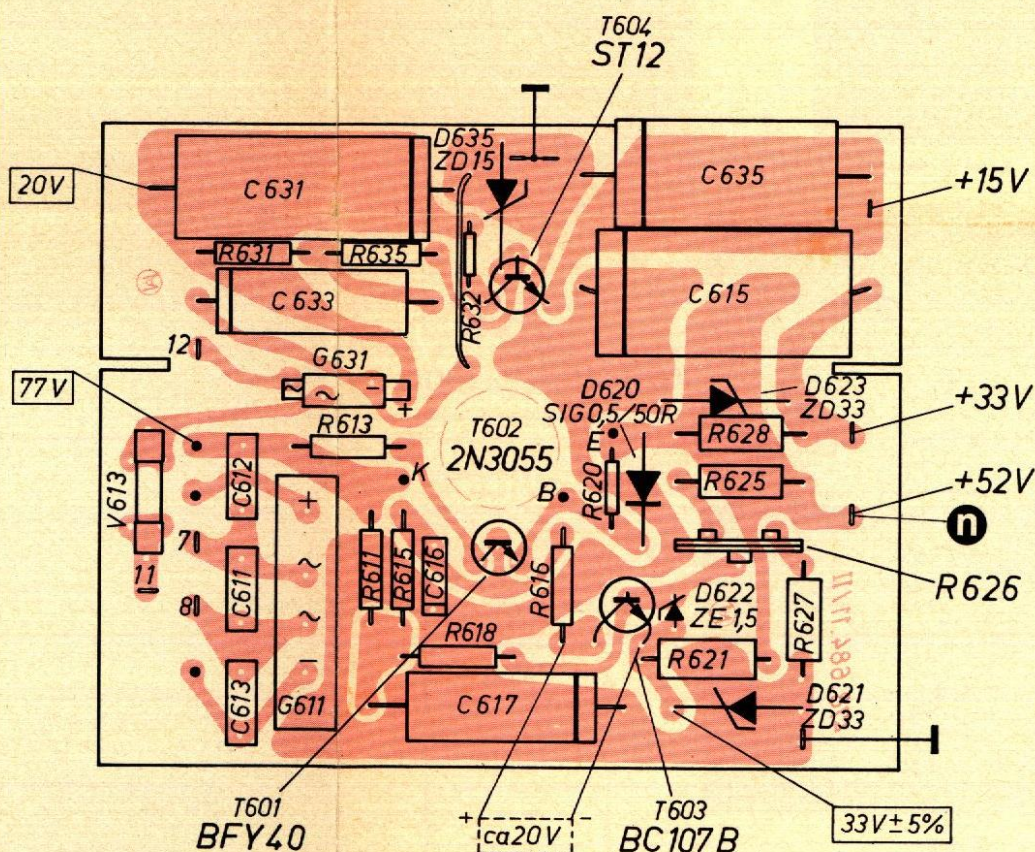 T604
ST12
D635
ZD15
20V
C631
C635
+15V
R631
R635
R632
C633
C615
M
12
G631
~
~
-
+
77V
D620
SIG0,5/50R
D623
ZD33
+33V
R613
T602
2N3055
E
R628
V613
C612
K
B
R620
R625
+52V
n
+
7
~
11
8
C611
~
-
R611
R615
C616
R616
D622
ZE1,5
R626
R627
R618
R621
C613
G611
C617
D621
ZD33
T601
BFY40
+
-
ca20V
T603
BC107B
33V±5%